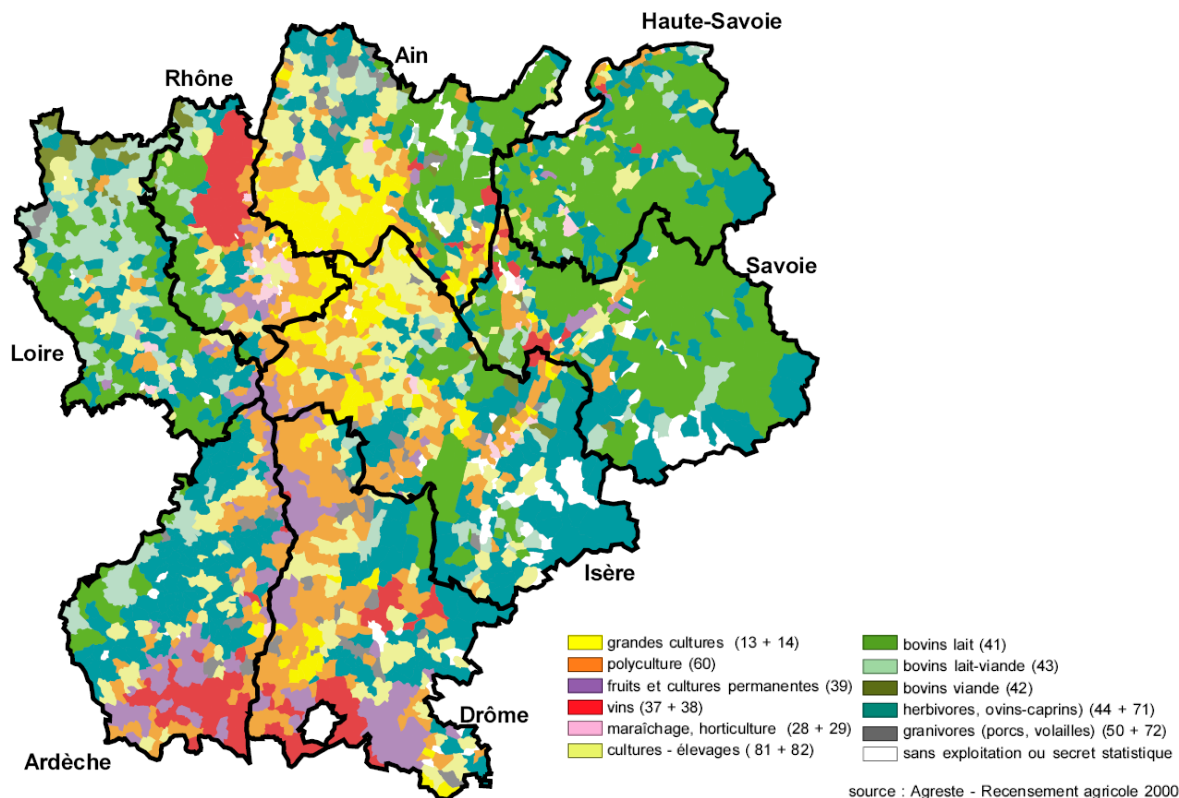 Haute-Savoie
Ain
Rhône
Savoie
Loire
Isère
Drôme
Ardèche
grandes cultures (13 + 14)
polyculture (60)
fruits et cultures permanentes (39)
vins (37 + 38)
maraîchage, horticulture (28 + 29)
cultures - élevages ( 81 + 82)
bovins lait (41)
bovins lait-viande (43)
bovins viande (42)
herbivores, ovins-caprins) (44 + 71)
granivores (porcs, volailles) (50 + 72)
sans exploitation ou secret statistique
source : Agreste - Recensement agricole 2000